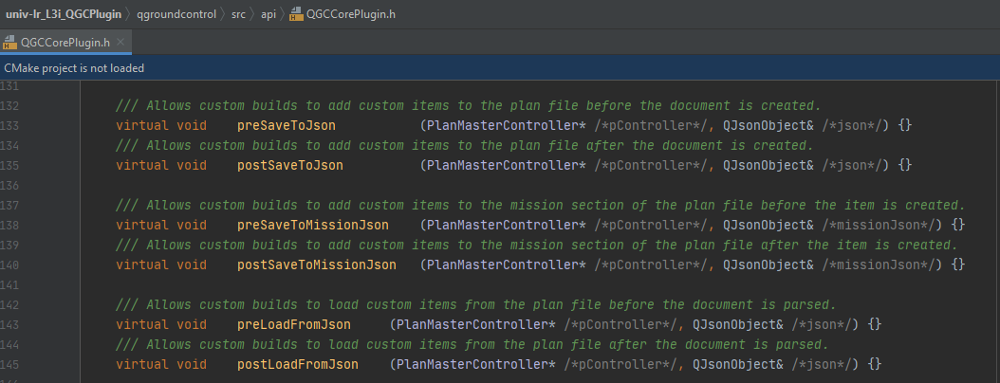 univ-lr_L3i_QGCPlugin › qgroundcontrol › src › api › QGCCorePlugin.h
QGCCorePlugin.h ×
CMake project is not loaded
131
132 /// Allows custom builds to add custom items to the plan file before the document is created.
133 virtual void    preSaveToJson           (PlanMasterController* /*pController*/, QJsonObject& /*json*/) {}
134 /// Allows custom builds to add custom items to the plan file after the document is created.
135 virtual void    postSaveToJson          (PlanMasterController* /*pController*/, QJsonObject& /*json*/) {}
136
137 /// Allows custom builds to add custom items to the mission section of the plan file before the item is created.
138 virtual void    preSaveToMissionJson    (PlanMasterController* /*pController*/, QJsonObject& /*missionJson*/) {}
139 /// Allows custom builds to add custom items to the mission section of the plan file after the item is created.
140 virtual void    postSaveToMissionJson   (PlanMasterController* /*pController*/, QJsonObject& /*missionJson*/) {}
141
142 /// Allows custom builds to load custom items from the plan file before the document is parsed.
143 virtual void    preLoadFromJson     (PlanMasterController* /*pController*/, QJsonObject& /*json*/) {}
144 /// Allows custom builds to load custom items from the plan file after the document is parsed.
145 virtual void    postLoadFromJson    (PlanMasterController* /*pController*/, QJsonObject& /*json*/) {}